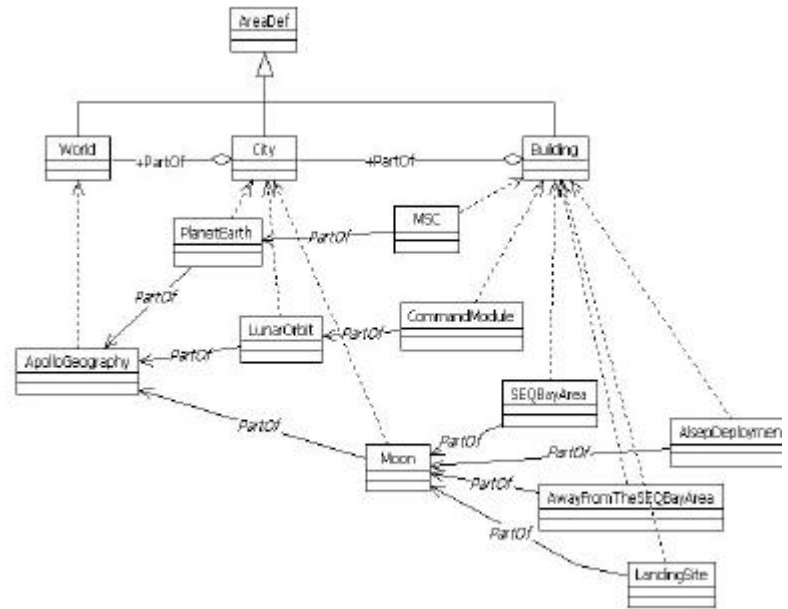 AreaDef
World
+PartOf
City
+PartOf
Building
PlanetEarth
PartOf
MSC
PartOf
LunarOrbit
PartOf
CommandModule
ApolloGeography
PartOf
SEQBayArea
PartOf
PartOf
AlsepDeploymen
Moon
PartOf
PartOf
AwayFromTheSEQBayArea
PartOf
LandingSite